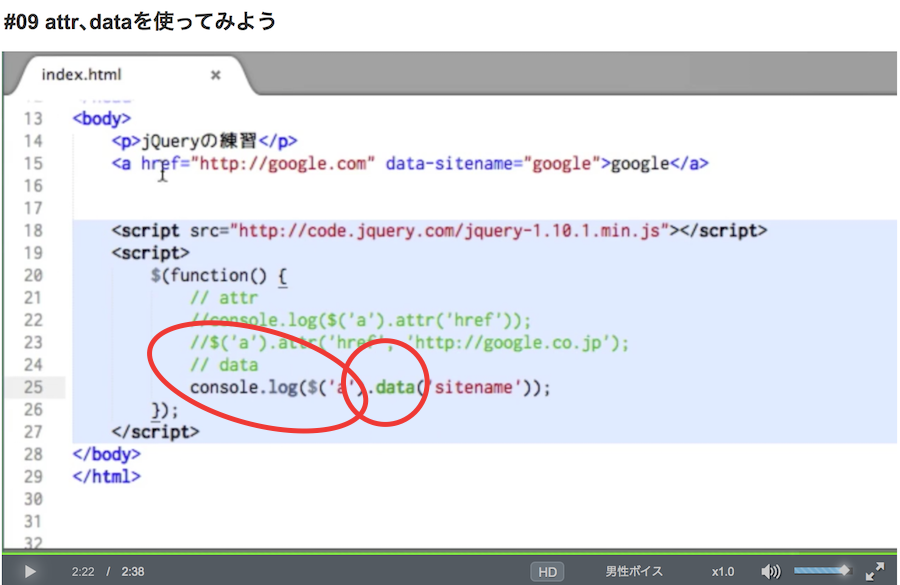 #09 attr、dataを使ってみよう
index.html ×
13 <body>
14 <p>jQueryの練習</p>
15 <a href="http://google.com" data-sitename="google">google</a>
16
17
18 <script src="http://code.jquery.com/jquery-1.10.1.min.js"></script>
19 <script>
20 $(function() {
21 // attr
22 //console.log($('a').attr('href'));
23 //$('a').attr('href', 'http://google.co.jp');
24 // data
25 console.log($('a').data('sitename'));
26 });
27 </script>
28 </body>
29 </html>
30
31
32
2:22 / 2:38 HD 男性ボイス x1.0